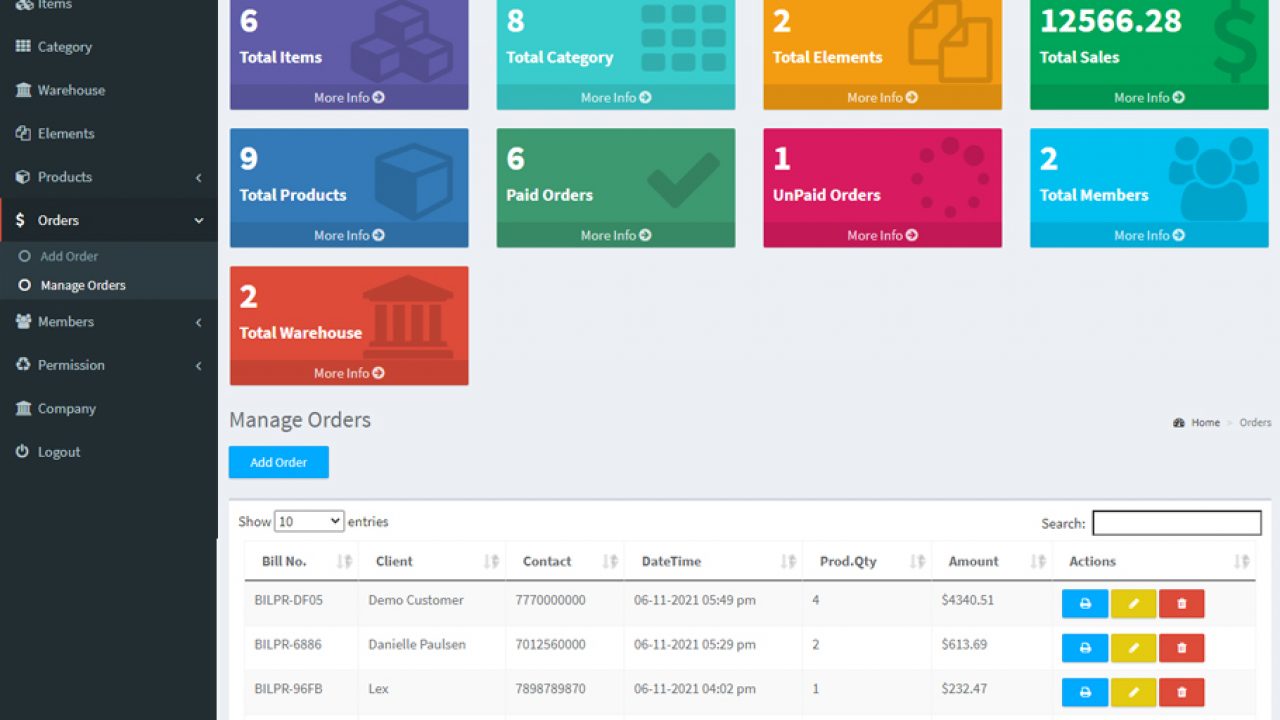 Items
Category
Warehouse
Elements
Products
Orders
Add Order
Manage Orders
Members
Permission
Company
Logout
6
Total Items
More Info
8
Total Category
More Info
2
Total Elements
More Info
12566.28
Total Sales
More Info
9
Total Products
More Info
6
Paid Orders
More Info
1
UnPaid Orders
More Info
2
Total Members
More Info
2
Total Warehouse
More Info
Manage Orders
Home > Orders
Add Order
Show 10 entries
Search:
Bill No. Client Contact DateTime Prod.Qty Amount Actions
BILPR-DF05 Demo Customer 7770000000 06-11-2021 05:49 pm 4 $4340.51
BILPR-6886 Danielle Paulsen 7012560000 06-11-2021 05:29 pm 2 $613.69
BILPR-96FB Lex 7898789870 06-11-2021 04:02 pm 1 $232.47